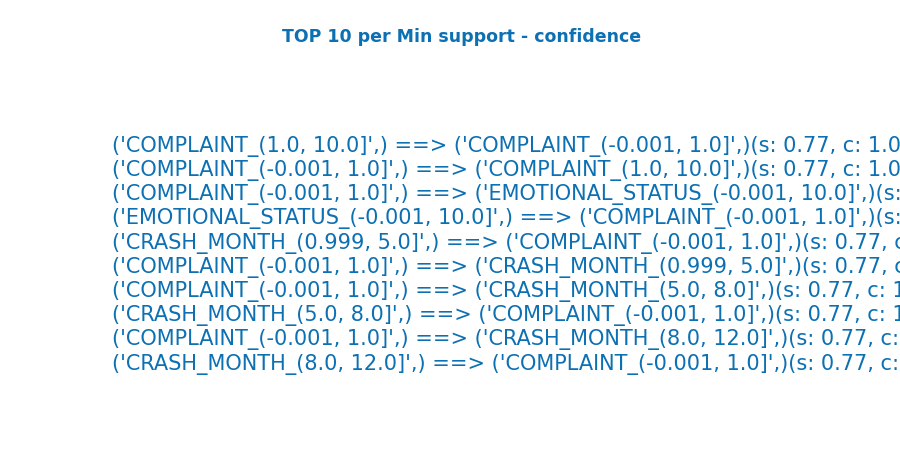 TOP 10 per Min support - confidence
('COMPLAINT_(1.0, 10.0]',) ==> ('COMPLAINT_(-0.001, 1.0]',)(s: 0.77, c: 1.0
('COMPLAINT_(-0.001, 1.0]',) ==> ('COMPLAINT_(1.0, 10.0]',)(s: 0.77, c: 1.0
('COMPLAINT_(-0.001, 1.0]',) ==> ('EMOTIONAL_STATUS_(-0.001, 10.0]',)(s:
('EMOTIONAL_STATUS_(-0.001, 10.0]',) ==> ('COMPLAINT_(-0.001, 1.0]',)(s:
('CRASH_MONTH_(0.999, 5.0]',) ==> ('COMPLAINT_(-0.001, 1.0]',)(s: 0.77, c
('COMPLAINT_(-0.001, 1.0]',) ==> ('CRASH_MONTH_(0.999, 5.0]',)(s: 0.77, c
('COMPLAINT_(-0.001, 1.0]',) ==> ('CRASH_MONTH_(5.0, 8.0]',)(s: 0.77, c: 1
('CRASH_MONTH_(5.0, 8.0]',) ==> ('COMPLAINT_(-0.001, 1.0]',)(s: 0.77, c: 1
('COMPLAINT_(-0.001, 1.0]',) ==> ('CRASH_MONTH_(8.0, 12.0]',)(s: 0.77, c:
('CRASH_MONTH_(8.0, 12.0]',) ==> ('COMPLAINT_(-0.001, 1.0]',)(s: 0.77, c: